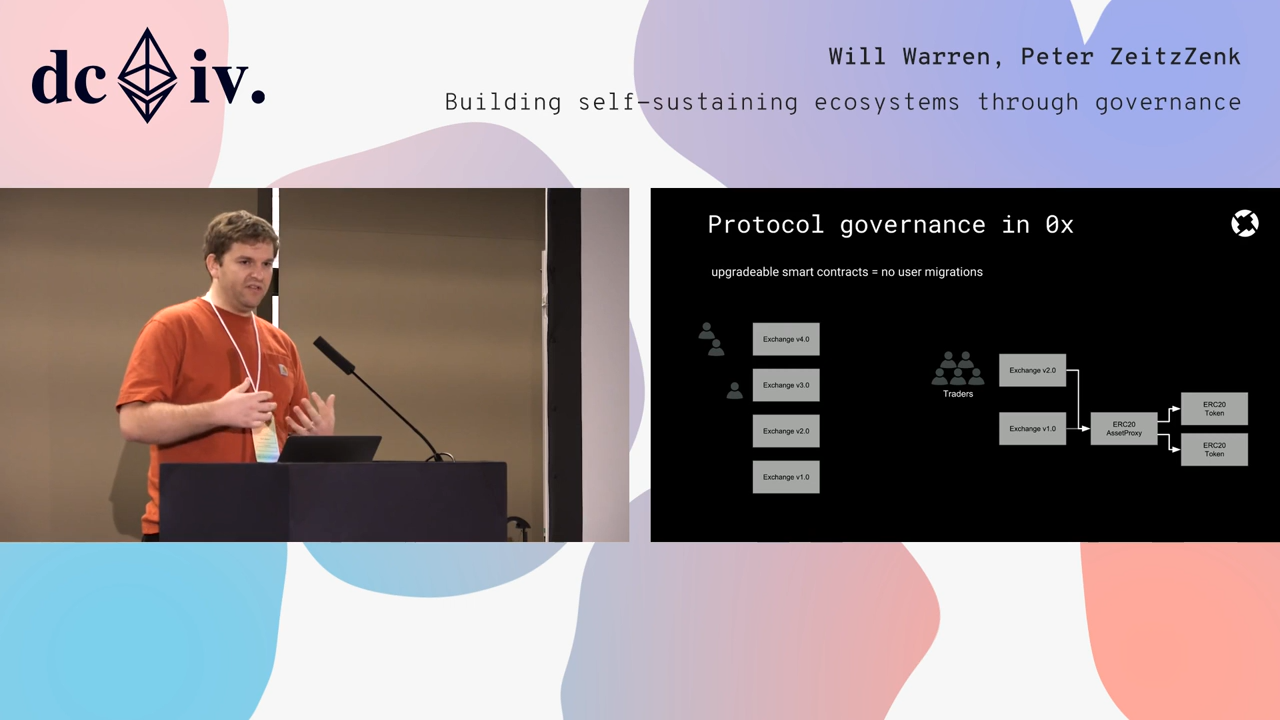 dc iv.
Will Warren, Peter ZeitzZenk
Building self-sustaining ecosystems through governance
Protocol governance in 0x
upgradeable smart contracts = no user migrations
Exchange v4.0
Exchange v3.0
Exchange v2.0
Exchange v1.0
Traders
Exchange v2.0
Exchange v1.0
ERC20
AssetProxy
ERC20
Token
ERC20
Token